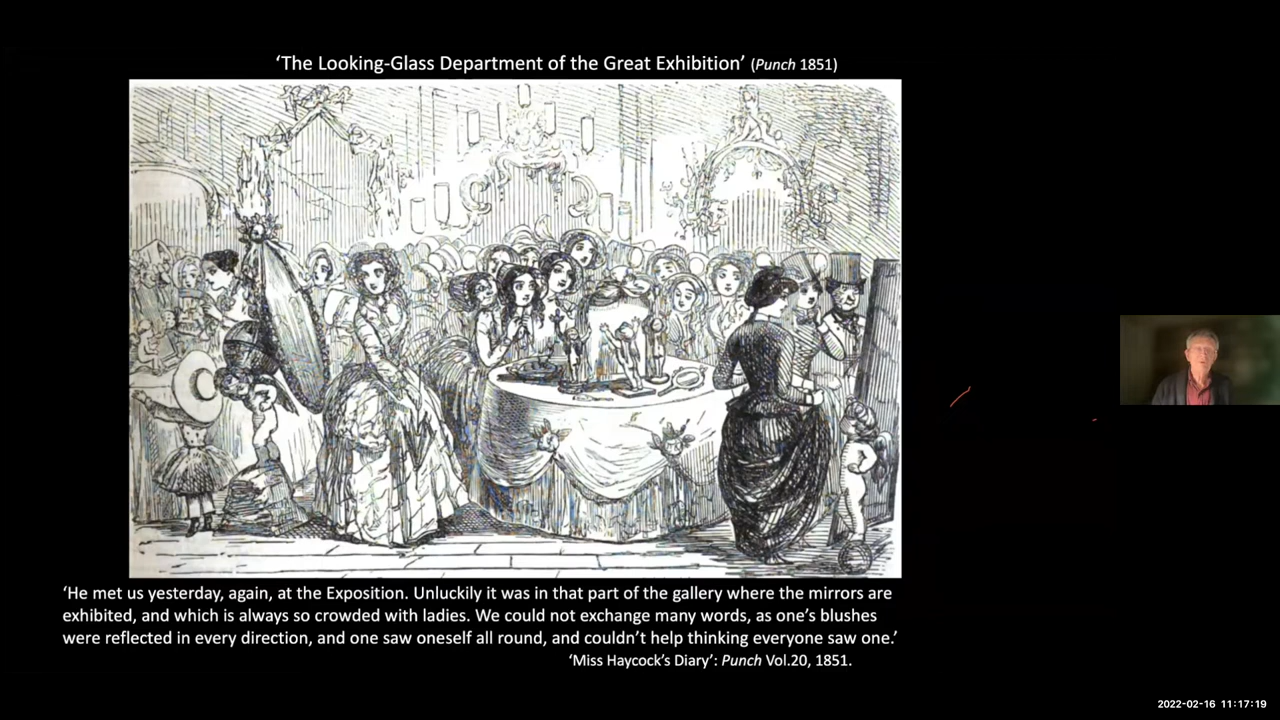 ‘The Looking-Glass Department of the Great Exhibition’ (Punch 1851)
‘He met us yesterday, again, at the Exposition. Unluckily it was in that part of the gallery where the mirrors are
exhibited, and which is always so crowded with ladies. We could not exchange many words, as one’s blushes
were reflected in every direction, and one saw oneself all round, and couldn’t help thinking everyone saw one.’
‘Miss Haycock’s Diary’: Punch Vol.20, 1851.
2022-02-16 11:17:19